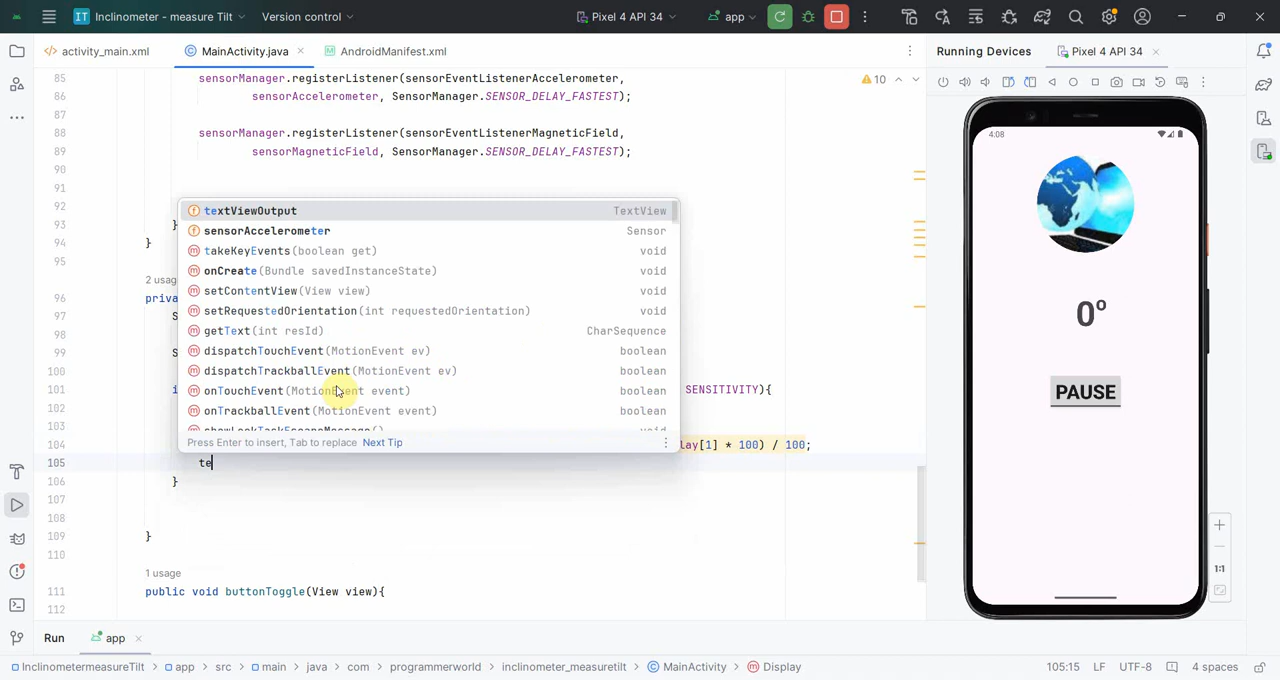 Inclinometer - measure Tilt
Version control
Pixel 4 API 34
app
activity_main.xml
MainActivity.java
AndroidManifest.xml
Running Devices
Pixel 4 API 34
10
85 sensorManager.registerListener(sensorEventListenerAccelerometer,
86 sensorAccelerometer, SensorManager.SENSOR_DELAY_FASTEST);
87
88 sensorManager.registerListener(sensorEventListenerMagneticField,
89 sensorMagneticField, SensorManager.SENSOR_DELAY_FASTEST);
90
91
92
93 }
94 }
95
2 usag
96 priva
97 S
98
99 S
100
101 i SENSITIVITY){
102
103
104 lay[1] * 100) / 100;
105 te
106 }
107
108
109 }
110
1 usage
111 public void buttonToggle(View view){
112
textViewOutput TextView
sensorAccelerometer Sensor
takeKeyEvents(boolean get) void
onCreate(Bundle savedInstanceState) void
setContentView(View view) void
setRequestedOrientation(int requestedOrientation) void
getText(int resId) CharSequence
dispatchTouchEvent(MotionEvent ev) boolean
dispatchTrackballEvent(MotionEvent ev) boolean
onTouchEvent(MotionEvent event) boolean
onTrackballEvent(MotionEvent event) boolean
showLockTaskEscapeMessage() void
Press Enter to insert, Tab to replace Next Tip
4:08
0º
PAUSE
1:1
Run
app
InclinometermeasureTilt > app > src > main > java > com > programmerworld > inclinometer_measuretilt > MainActivity > Display
105:15 LF UTF-8 4 spaces